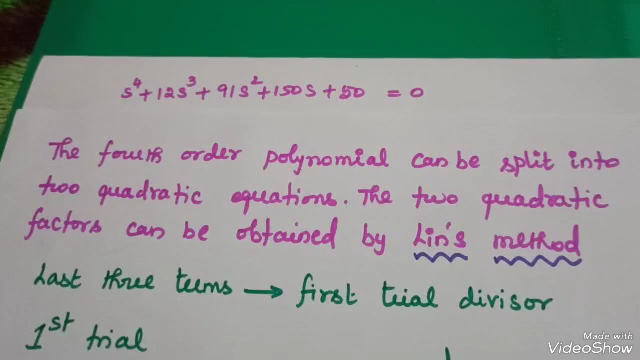 s⁴+12s³+91s²+150s+50 = 0
The fourth order polynomial can be split into
two quadratic equations. The two quadratic
factors can be obtained by Lin's method
Last three terms → first trial divisor
1st trial
Made with
VideoShow